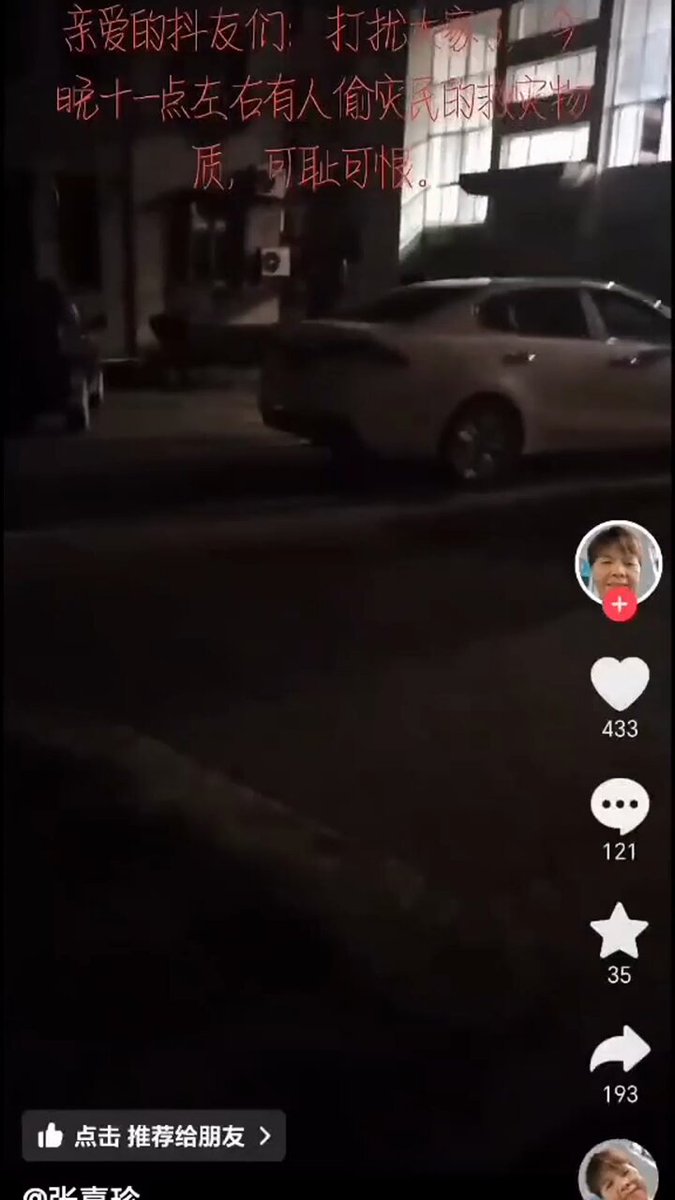 亲爱的抖友们：打扰大家了，今
晚十一点左右有人偷灾民的救灾物
质，可耻可恨。
433
121
35
193
点击 推荐给朋友
@张嘉珍